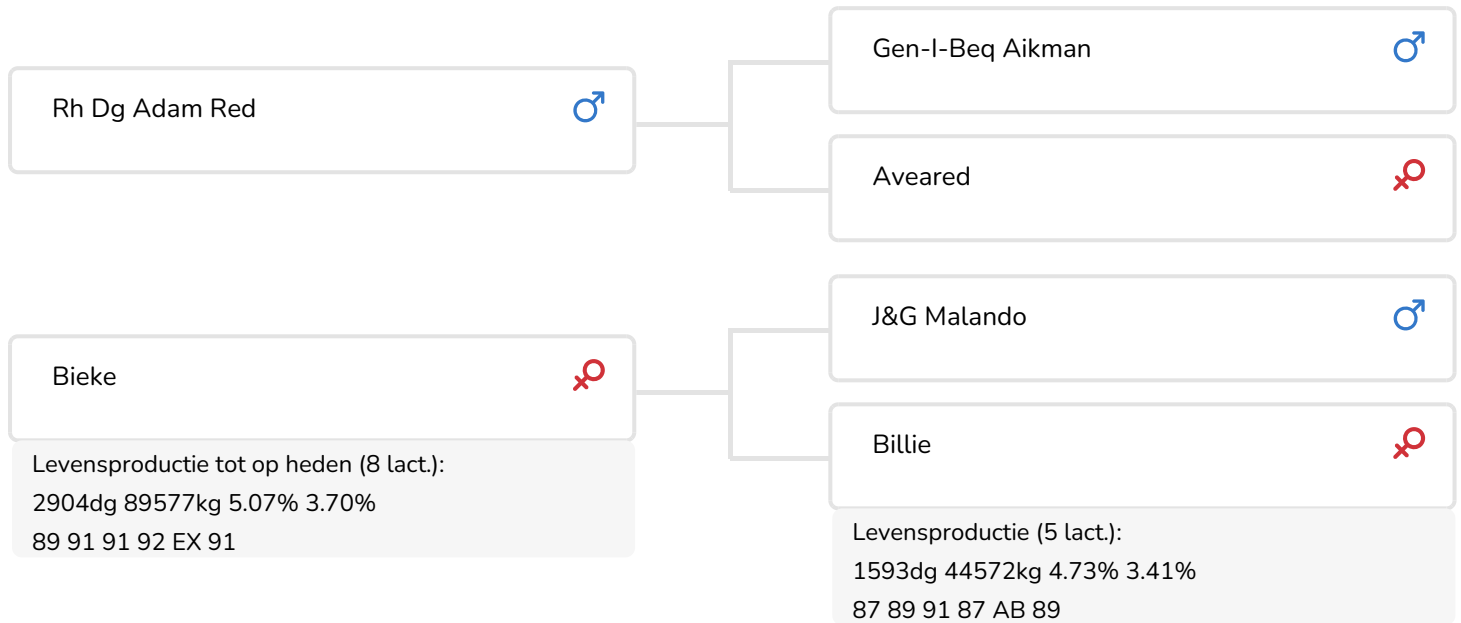 Rh Dg Adam Red
Gen-I-Beq Aikman
Aveared
Bieke
Levensproductie tot op heden (8 lact.):
2904dg 89577kg 5.07% 3.70%
89 91 91 92 EX 91
J&G Malando
Billie
Levensproductie (5 lact.):
1593dg 44572kg 4.73% 3.41%
87 89 91 87 AB 89